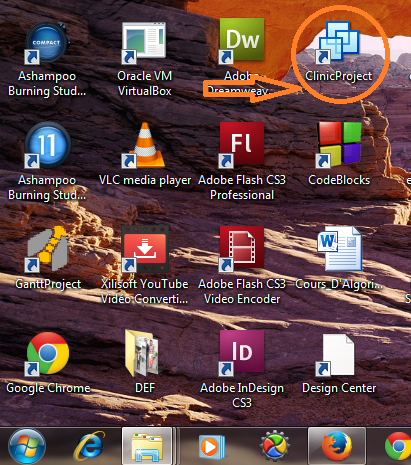 COMPACT
Ashampoo
Burning Stud...
Oracle VM
VirtualBox
Dw
Adobe
Dreamweav...
ClinicProject
11
Ashampoo
Burning Stud...
VLC media player
Fl
Adobe Flash CS3
Professional
CodeBlocks
GanttProject
Xilisoft YouTube
Video Converti...
Adobe Flash CS3
Video Encoder
W
Cours_D'Algori...
Google Chrome
DEF
Id
Adobe InDesign
CS3
Design Center